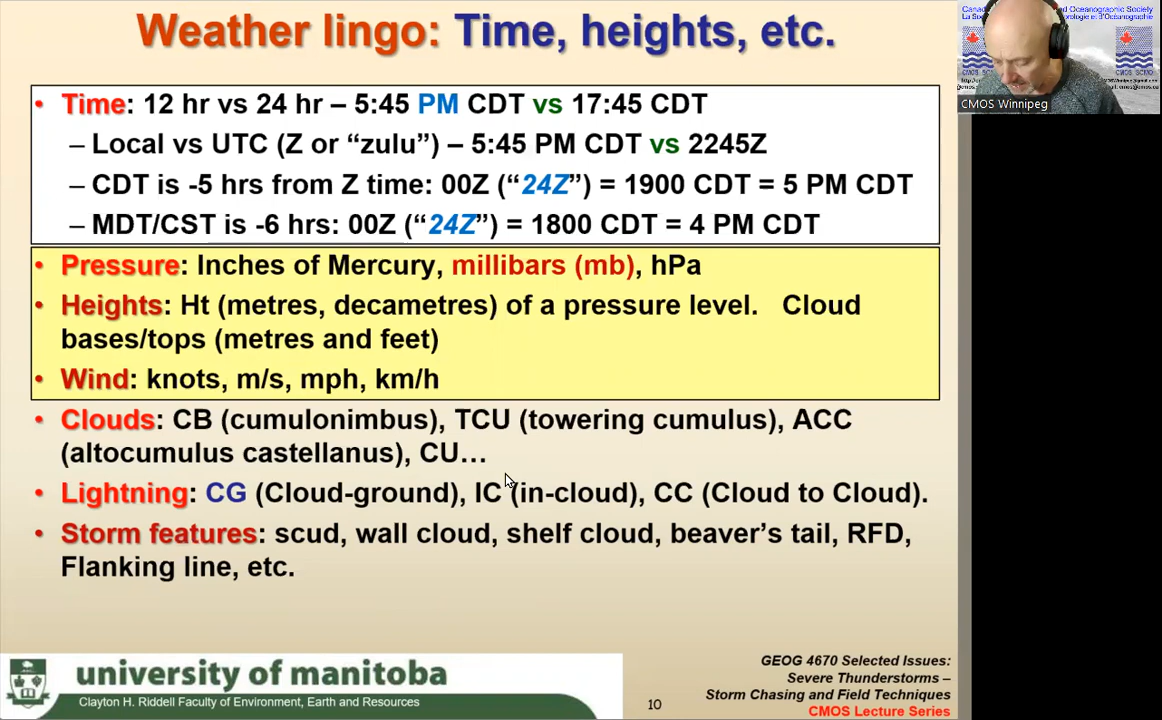 Weather lingo: Time, heights, etc.
• Time: 12 hr vs 24 hr – 5:45 PM CDT vs 17:45 CDT
– Local vs UTC (Z or “zulu”) – 5:45 PM CDT vs 2245Z
– CDT is -5 hrs from Z time: 00Z (“24Z”) = 1900 CDT = 5 PM CDT
– MDT/CST is -6 hrs: 00Z (“24Z”) = 1800 CDT = 4 PM CDT
• Pressure: Inches of Mercury, millibars (mb), hPa
• Heights: Ht (metres, decametres) of a pressure level. Cloud
bases/tops (metres and feet)
• Wind: knots, m/s, mph, km/h
• Clouds: CB (cumulonimbus), TCU (towering cumulus), ACC
(altocumulus castellanus), CU…
• Lightning: CG (Cloud-ground), IC (in-cloud), CC (Cloud to Cloud).
• Storm features: scud, wall cloud, shelf cloud, beaver’s tail, RFD,
Flanking line, etc.
university of manitoba
Clayton H. Riddell Faculty of Environment, Earth and Resources
10
GEOG 4670 Selected Issues:
Severe Thunderstorms –
Storm Chasing and Field Techniques
CMOS Lecture Series
Oceanographic Society
La
CMOS Winnipeg